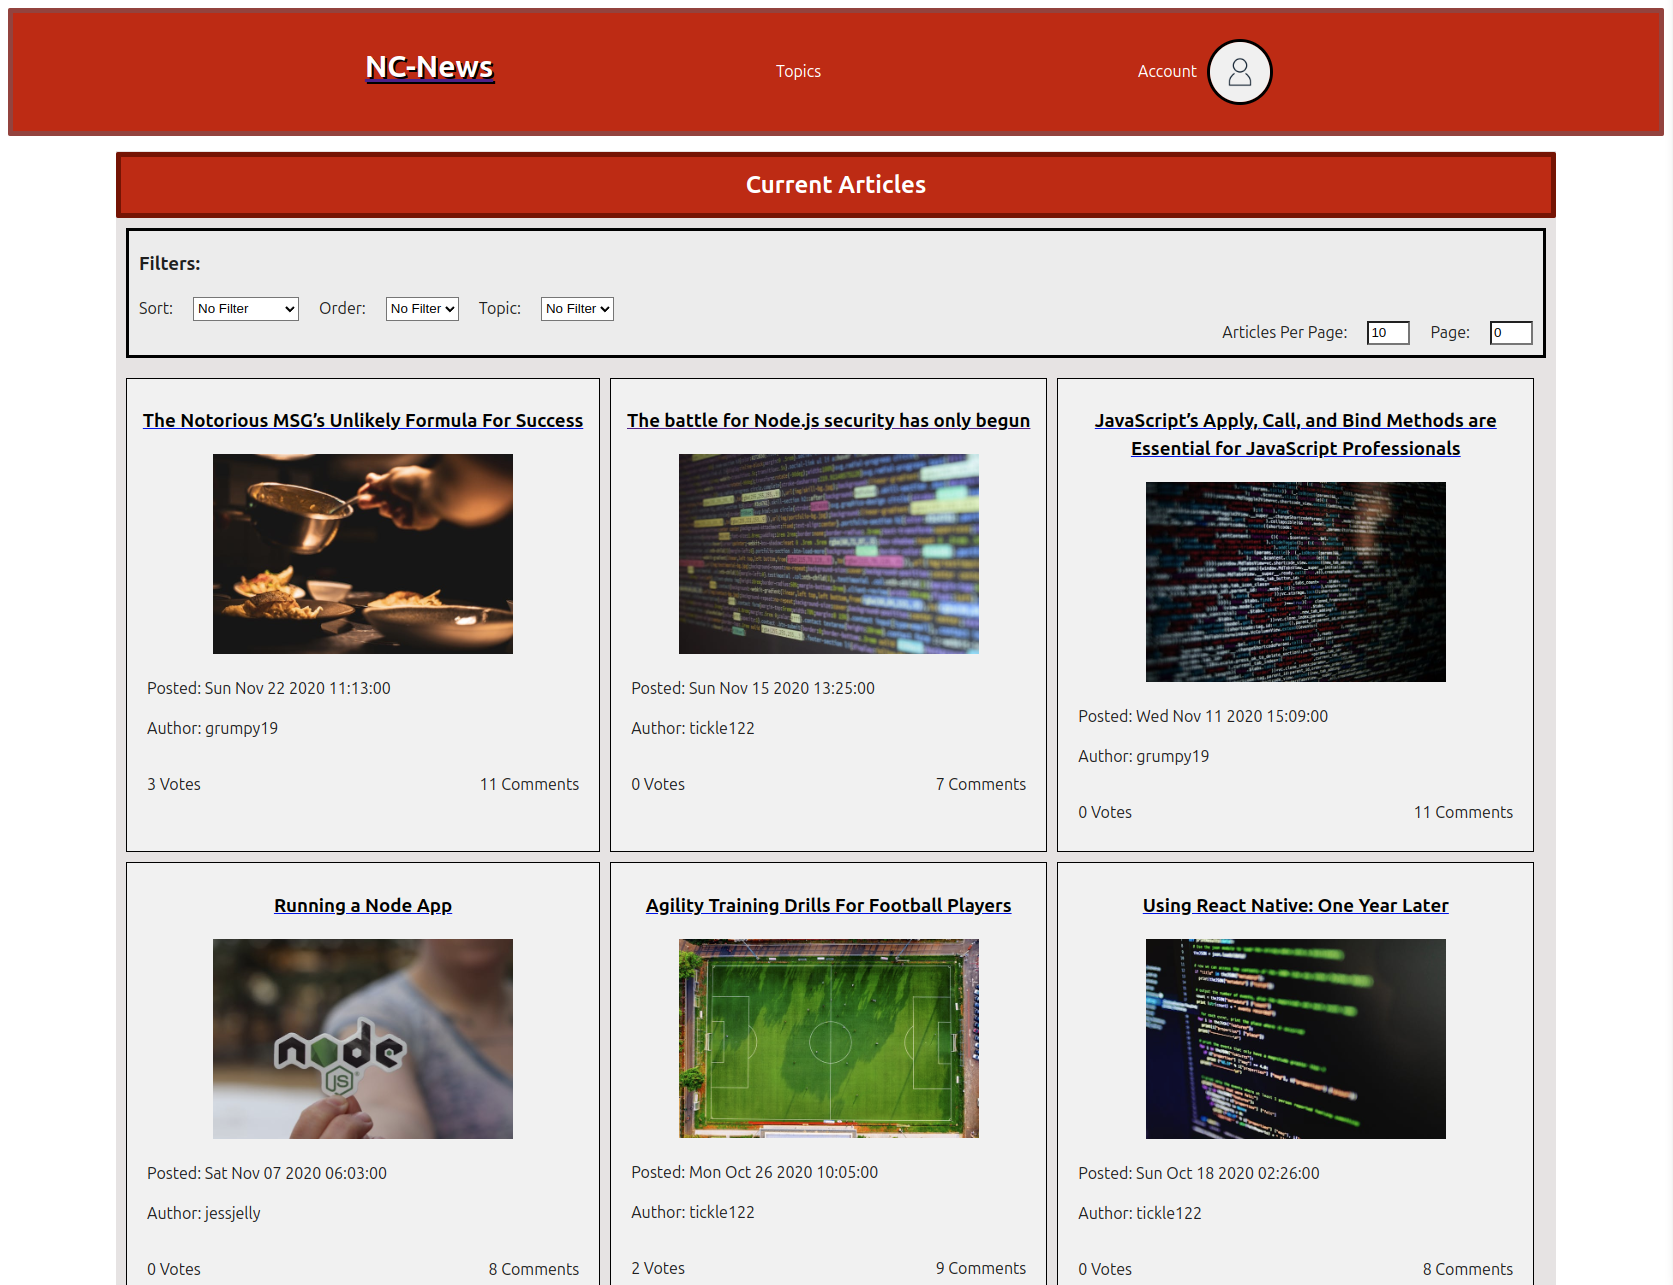 NC-News
Topics
Account
Current Articles
Filters:
Sort: No Filter Order: No Filter Topic: No Filter
Articles Per Page: 10 Page: 0
The Notorious MSG’s Unlikely Formula For Success
Posted: Sun Nov 22 2020 11:13:00
Author: grumpy19
3 Votes 11 Comments
The battle for Node.js security has only begun
Posted: Sun Nov 15 2020 13:25:00
Author: tickle122
0 Votes 7 Comments
JavaScript’s Apply, Call, and Bind Methods are
Essential for JavaScript Professionals
Posted: Wed Nov 11 2020 15:09:00
Author: grumpy19
0 Votes 11 Comments
Running a Node App
node
JS
Posted: Sat Nov 07 2020 06:03:00
Author: jessjelly
0 Votes 8 Comments
Agility Training Drills For Football Players
Posted: Mon Oct 26 2020 10:05:00
Author: tickle122
2 Votes 9 Comments
Using React Native: One Year Later
Posted: Sun Oct 18 2020 02:26:00
Author: tickle122
0 Votes 8 Comments